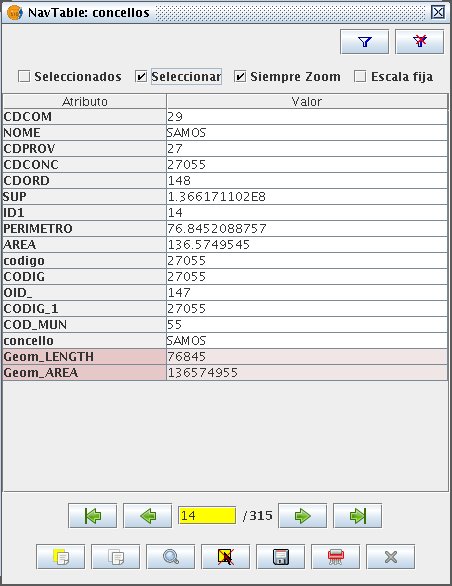 NavTable: concellos
Seleccionados Seleccionar Siempre Zoom Escala fija
Atributo Valor
CDCOM 29
NOME SAMOS
CDPROV 27
CDCONC 27055
CDORD 148
SUP 1.366171102E8
ID1 14
PERIMETRO 76.8452088757
AREA 136.5749545
codigo 27055
CODIG 27055
OID_ 147
CODIG_1 27055
COD_MUN 55
concello SAMOS
Geom_LENGTH 76845
Geom_AREA 136574955
14 /315